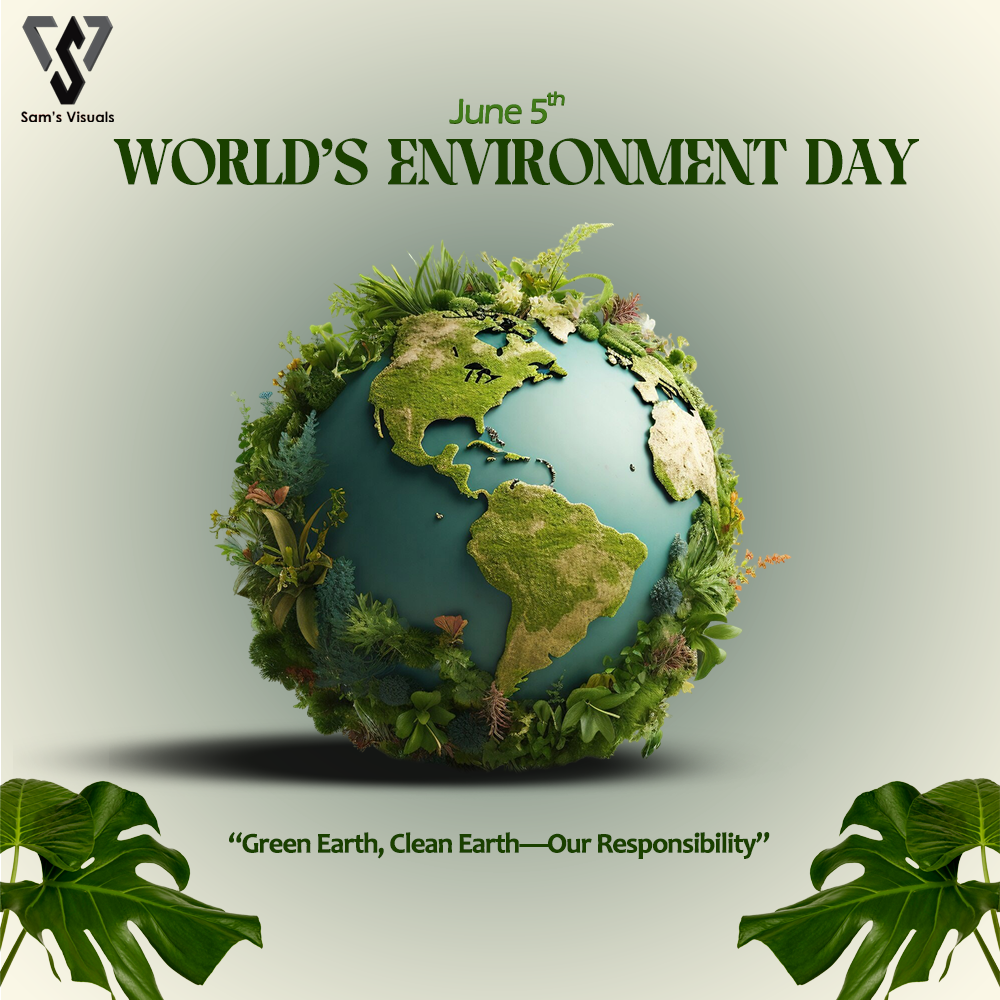 Sam's Visuals
June 5th
WORLD’S ENVIRONMENT DAY
“Green Earth, Clean Earth—Our Responsibility”